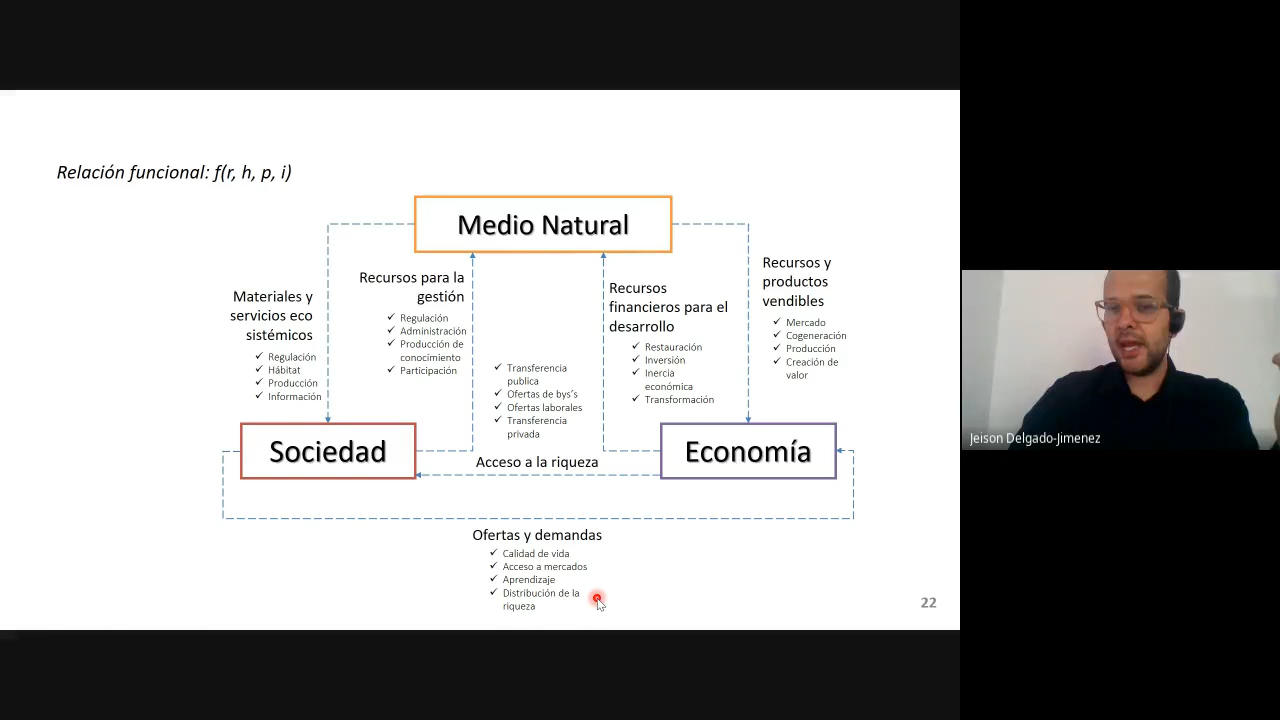 Relación funcional: f(r, h, p, i)
Medio Natural
Materiales y
servicios eco
sistémicos
✓ Regulación
✓ Hábitat
✓ Producción
✓ Información
Recursos para la
gestión
✓ Regulación
✓ Administración
✓ Producción de
conocimiento
✓ Participación
✓ Transferencia
publica
✓ Ofertas de bys's
✓ Ofertas laborales
✓ Transferencia
privada
Recursos
financieros para el
desarrollo
✓ Restauración
✓ Inversión
✓ Inercia
económica
✓ Transformación
Recursos y
productos
vendibles
✓ Mercado
✓ Cogeneración
✓ Producción
✓ Creación de
valor
Sociedad
Acceso a la riqueza
Economía
Ofertas y demandas
✓ Calidad de vida
✓ Acceso a mercados
✓ Aprendizaje
✓ Distribución de la
riqueza
22
Jeison Delgado-Jimenez